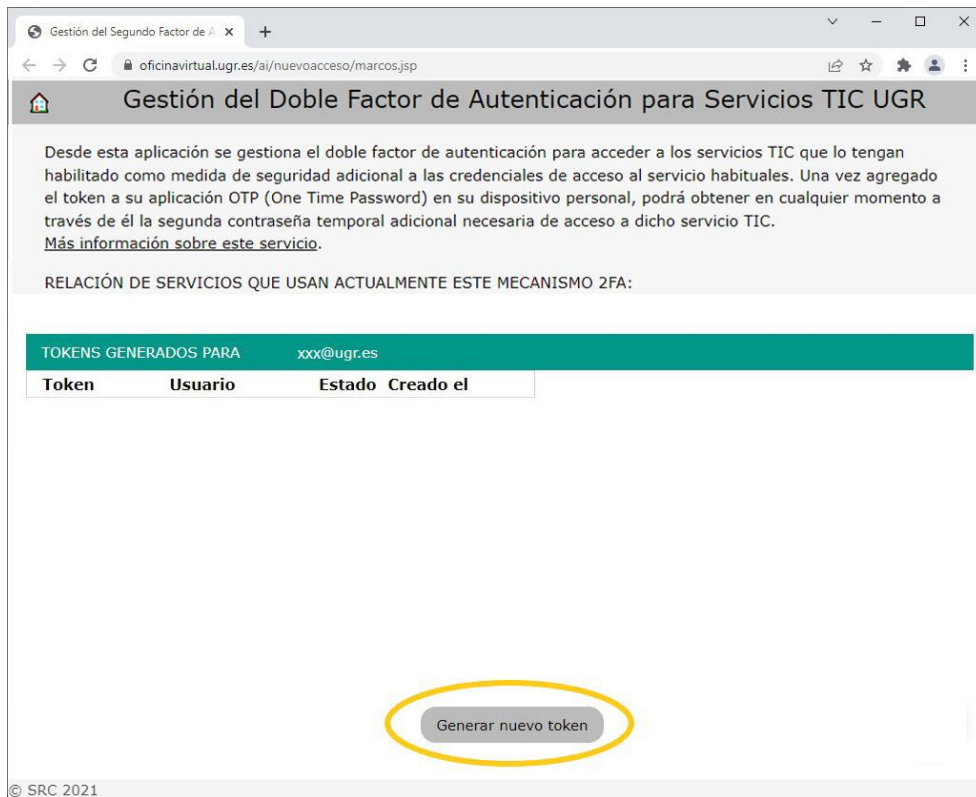 Gestión del Segundo Factor de A
oficinavirtual.ugr.es/ai/nuevoacceso/marcos.jsp
Gestión del Doble Factor de Autenticación para Servicios TIC UGR
Desde esta aplicación se gestiona el doble factor de autenticación para acceder a los servicios TIC que lo tengan
habilitado como medida de seguridad adicional a las credenciales de acceso al servicio habituales. Una vez agregado
el token a su aplicación OTP (One Time Password) en su dispositivo personal, podrá obtener en cualquier momento a
través de él la segunda contraseña temporal adicional necesaria de acceso a dicho servicio TIC.
Más información sobre este servicio.
RELACIÓN DE SERVICIOS QUE USAN ACTUALMENTE ESTE MECANISMO 2FA:
TOKENS GENERADOS PARA xxx@ugr.es
Token Usuario Estado Creado el
Generar nuevo token
© SRC 2021